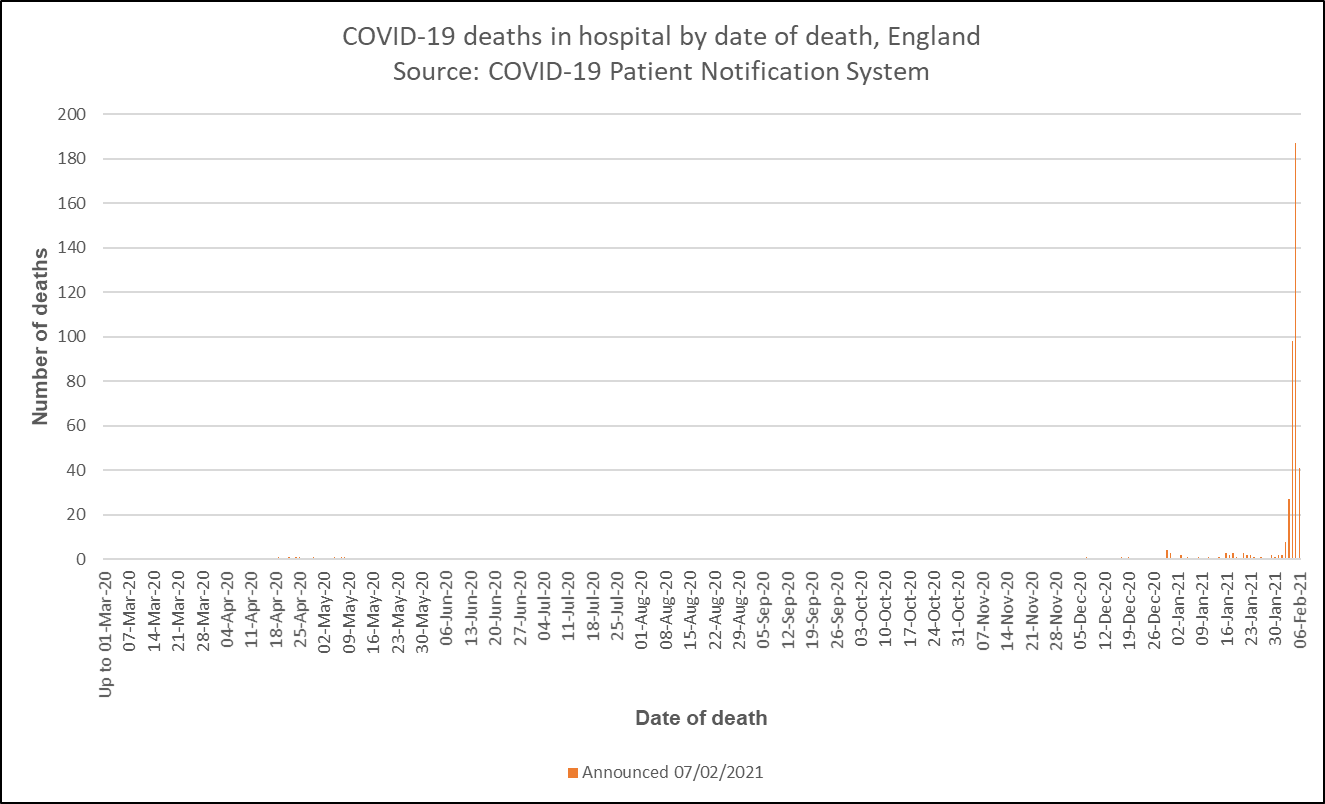 COVID-19 deaths in hospital by date of death, England
Source: COVID-19 Patient Notification System
Number of deaths
200
180
160
140
120
100
80
60
40
20
0
Up to 01-Mar-20
07-Mar-20
14-Mar-20
21-Mar-20
28-Mar-20
04-Apr-20
11-Apr-20
18-Apr-20
25-Apr-20
02-May-20
09-May-20
16-May-20
23-May-20
30-May-20
06-Jun-20
13-Jun-20
20-Jun-20
27-Jun-20
04-Jul-20
11-Jul-20
18-Jul-20
25-Jul-20
01-Aug-20
08-Aug-20
15-Aug-20
22-Aug-20
29-Aug-20
05-Sep-20
12-Sep-20
19-Sep-20
26-Sep-20
03-Oct-20
10-Oct-20
17-Oct-20
24-Oct-20
31-Oct-20
07-Nov-20
14-Nov-20
21-Nov-20
28-Nov-20
05-Dec-20
12-Dec-20
19-Dec-20
26-Dec-20
02-Jan-21
09-Jan-21
16-Jan-21
23-Jan-21
30-Jan-21
06-Feb-21
Date of death
Announced 07/02/2021